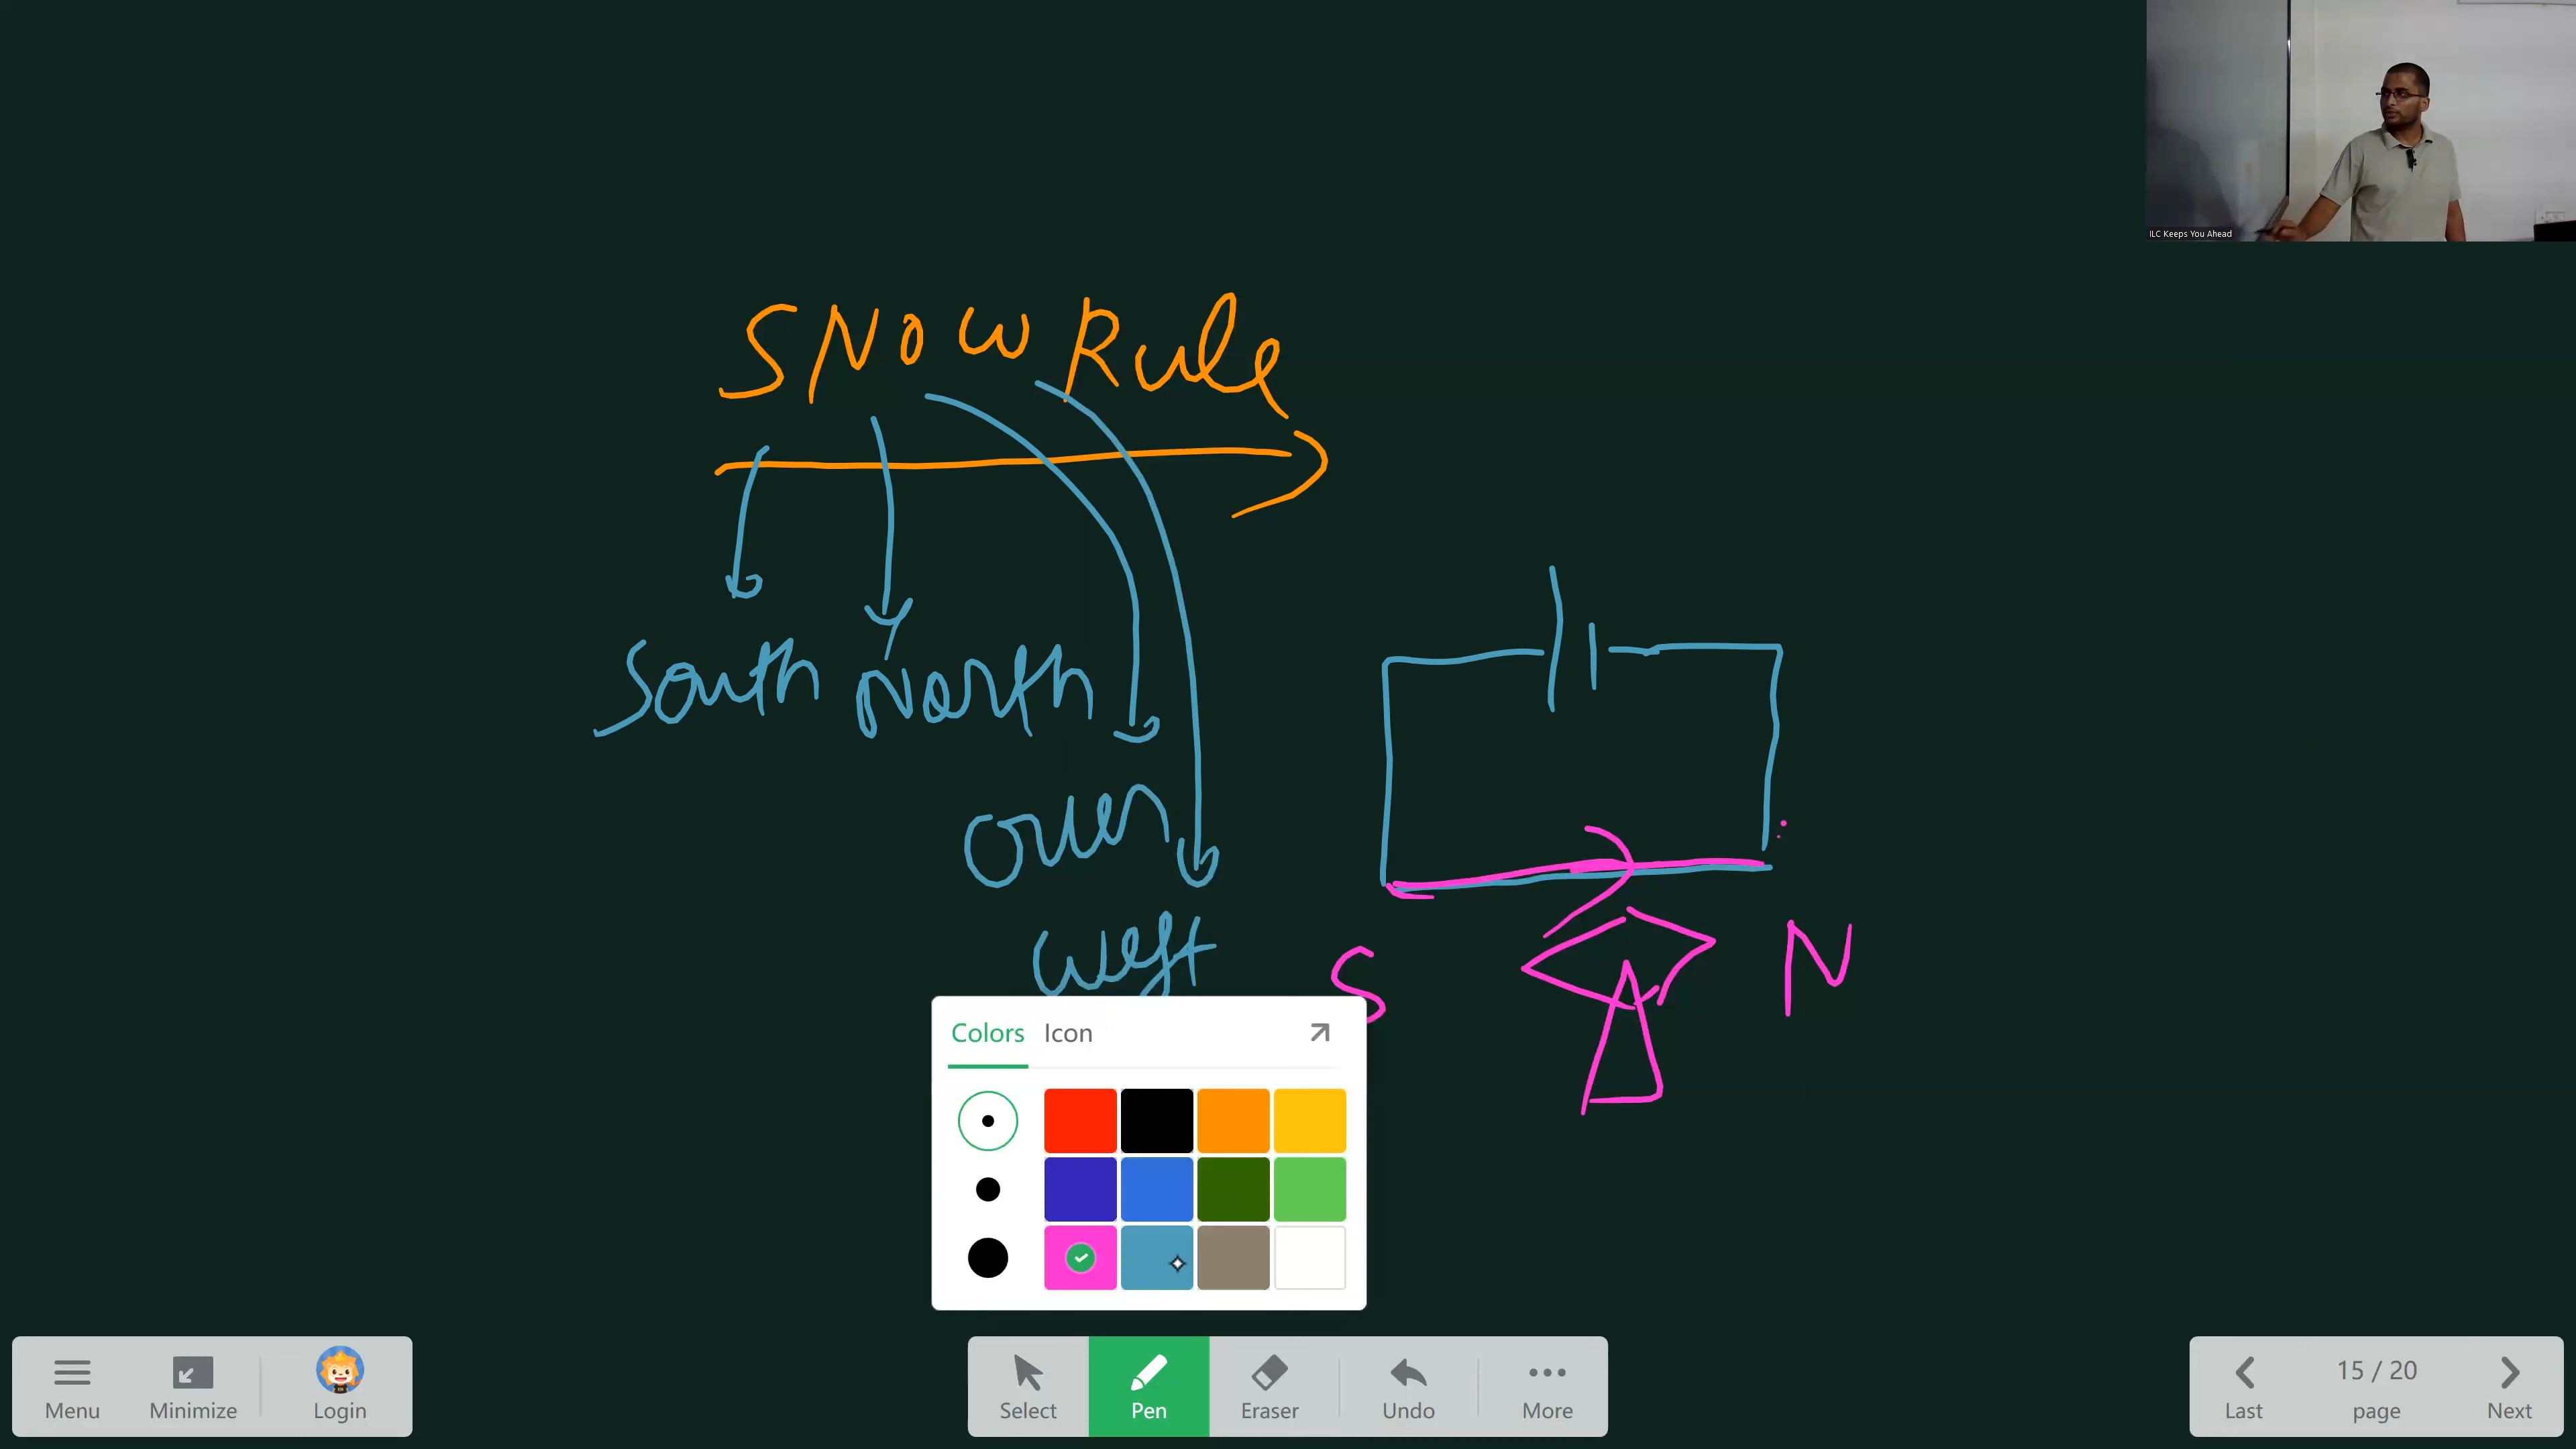 ILC Keeps You Ahead
SNOW Rule
South North
Over
West
S N
Colors Icon
Menu Minimize Login
Select Pen Eraser Undo More
Last 15 / 20 page Next